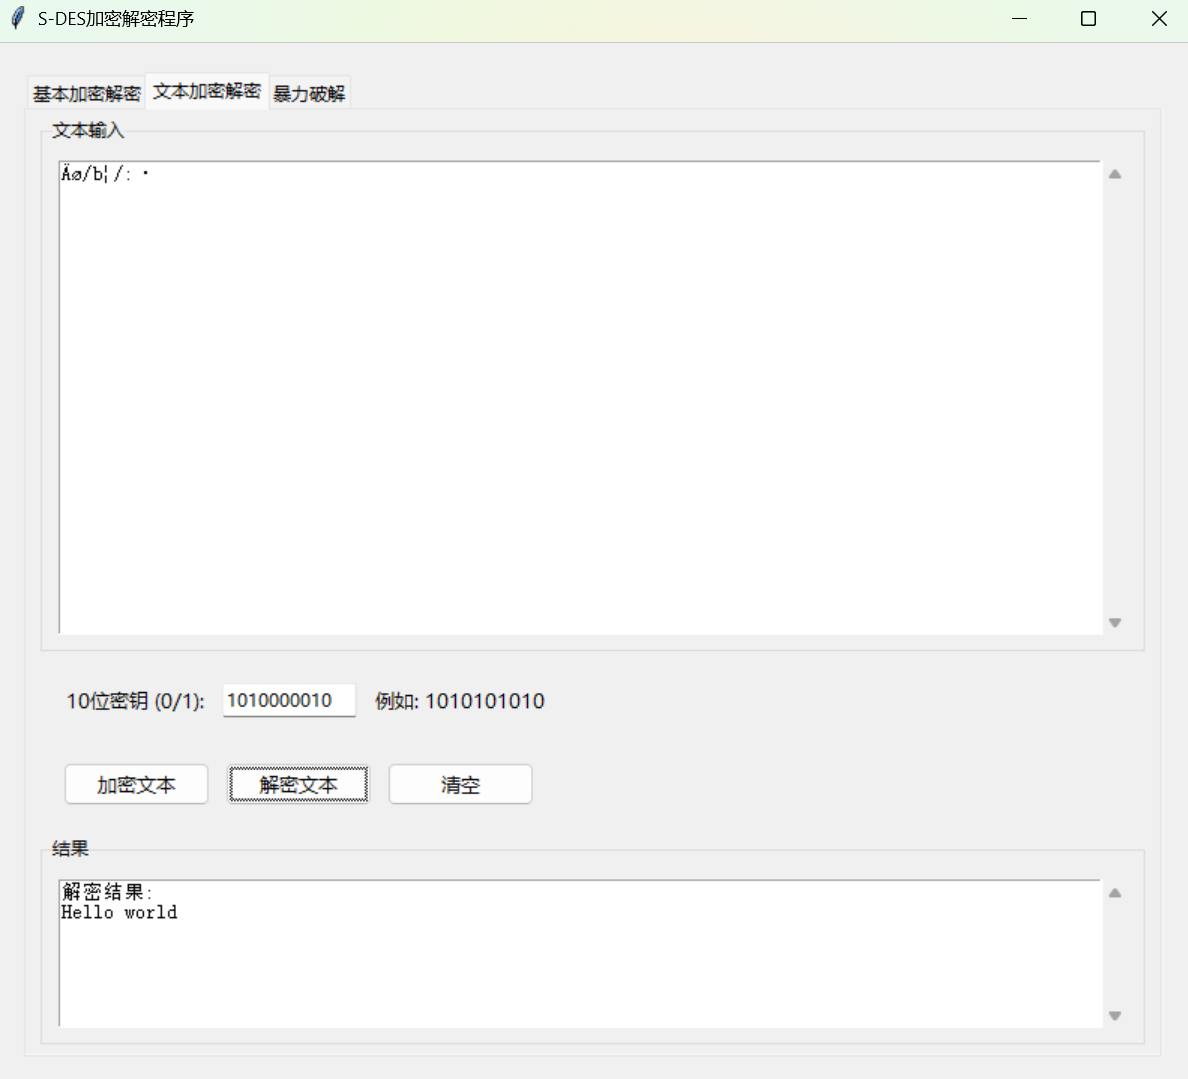 S-DES加密解密程序
基本加密解密 文本加密解密 暴力破解
文本输入
Äø/b¦/: ·
10位密钥 (0/1): 1010000010 例如: 1010101010
加密文本 解密文本 清空
结果
解密结果:
Hello world